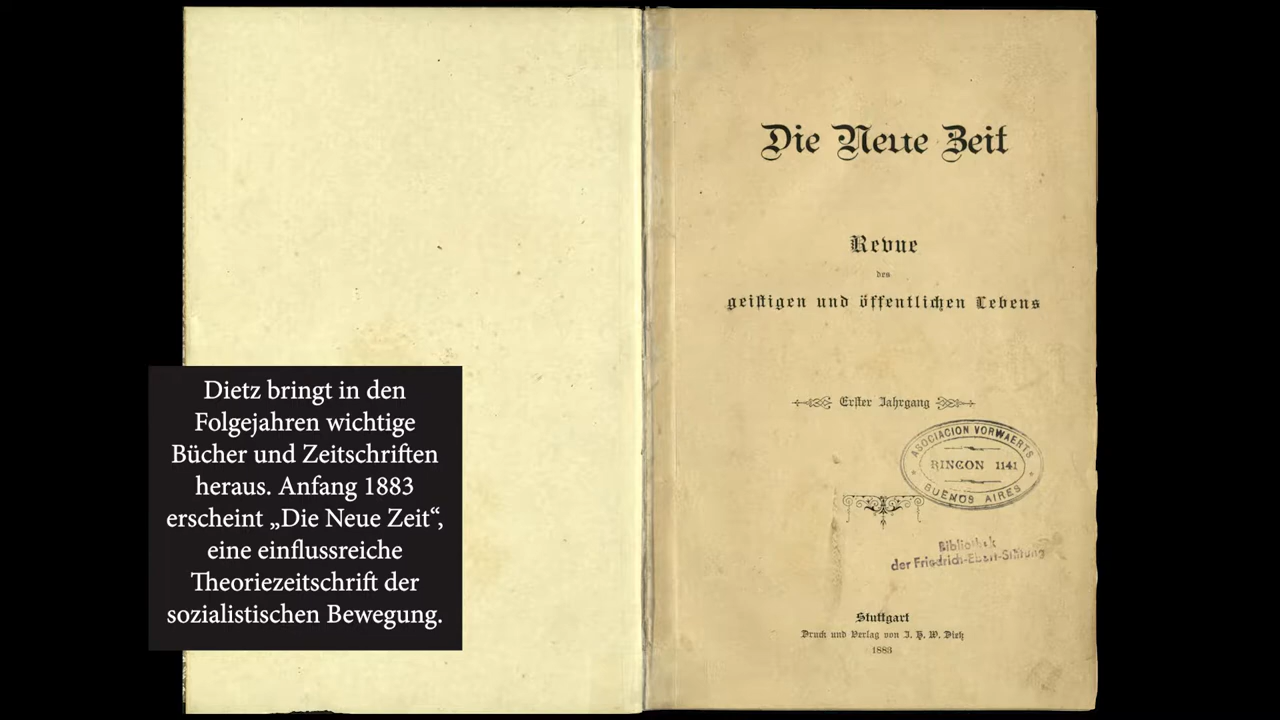 Dietz bringt in den
Folgejahren wichtige
Bücher und Zeitschriften
heraus. Anfang 1883
erscheint „Die Neue Zeit“,
eine einflussreiche
Theoriezeitschrift der
sozialistischen Bewegung.
Die Neue Zeit
Revue
des
geistigen und öffentlichen Lebens
Erster Jahrgang
ASOCIACION VORWAERTS
RINCON 1141
BUENOS AIRES
Bibliothek
der Friedrich-Ebert-Stiftung
Stuttgart
Druck und Verlag von J. H. W. Dietz
1883